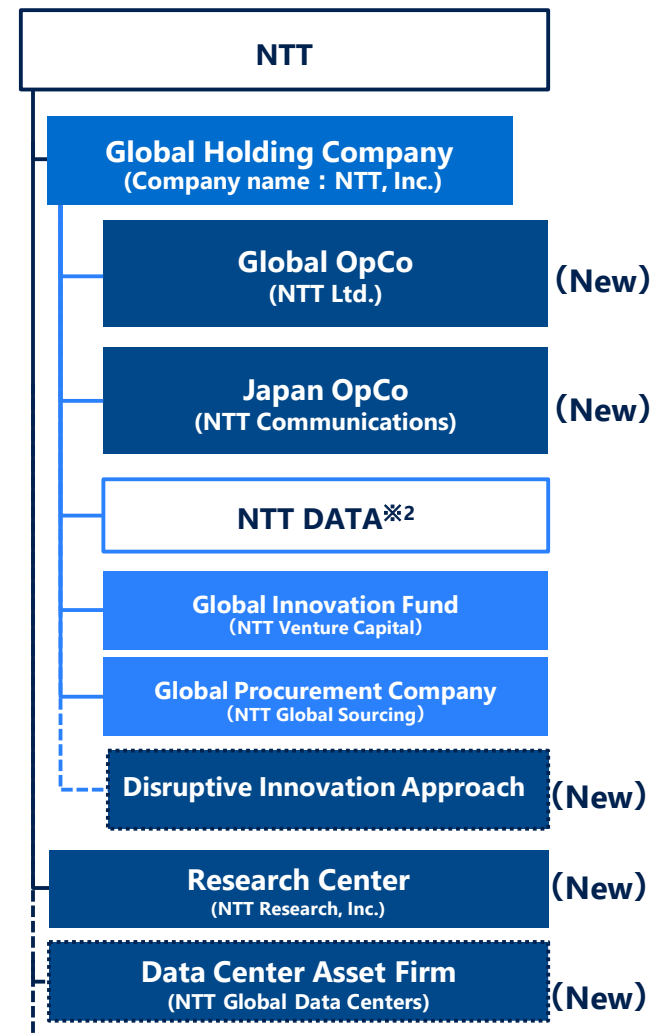 NTT
Global Holding Company
(Company name：NTT, Inc.)
Global OpCo
(NTT Ltd.)
（New）
Japan OpCo
(NTT Communications)
（New）
NTT DATA※2
Global Innovation Fund
（NTT Venture Capital）
Global Procurement Company
（NTT Global Sourcing）
Disruptive Innovation Approach
（New）
Research Center
(NTT Research, Inc.)
（New）
Data Center Asset Firm
(NTT Global Data Centers)
（New）